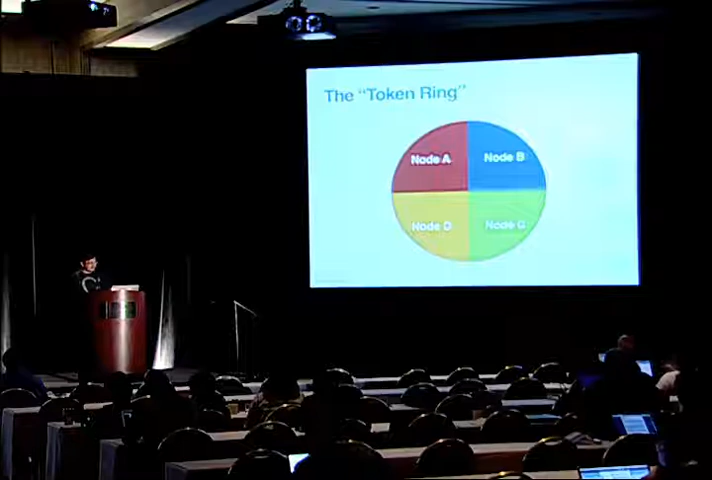 The “Token Ring”
Node A
Node B
Node D
Node C